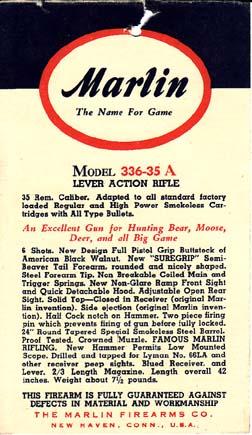 Marlin
The Name For Game
MODEL 336-35 A
LEVER ACTION RIFLE
35 Rem. Caliber. Adapted to all standard factory
loaded Regular and High Power Smokeless Car-
tridges with All Type Bullets.
An Excellent Gun for Hunting Bear, Moose,
Deer, and all Big Game
6 Shots. New Design Full Pistol Grip Buttstock of
American Black Walnut. New "SUREGRIP" Semi-
Beaver Tail Forearm, rounded and nicely shaped.
Steel Forearm Tip. Non Breakable Coiled Main and
Trigger Springs. New Non-Glare Ramp Front Sight
and Quick Detachable Hood. Adjustable Open Rear
Sight. Solid Top—Closed in Receiver (original Mar-
lin invention). Side ejection (original Marlin inven-
tion). Half Cock notch on Hammer. Two piece firing
pin which prevents firing of gun before fully locked.
24" Round Tapered Special Smokeless Steel Barrel.
Proof Tested. Crowned Muzzle. FAMOUS MARLIN
RIFLING. New Hammer Permits Low Mounted
Scope. Drilled and tapped for Lyman No. 66LA and
other receiver peep sights. Blued Receiver, and
Lever. 2/3 Length Magazine. Length overall 42
inches. Weight about 7½ pounds.
THIS FIREARM IS FULLY GUARANTEED AGAINST
DEFECTS IN MATERIAL AND WORKMANSHIP
THE MARLIN FIREARMS CO.
NEW HAVEN, CONN., U.S.A.